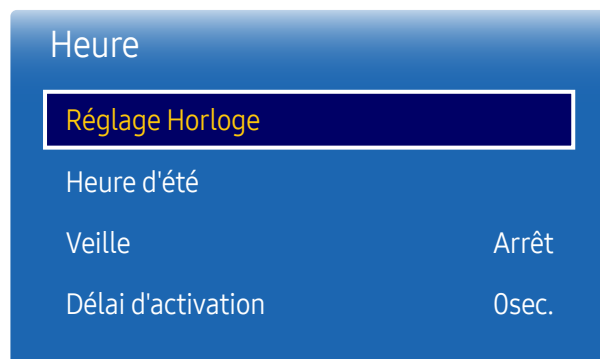 Heure
Réglage Horloge
Heure d'été
Veille Arrêt
Délai d'activation 0sec.